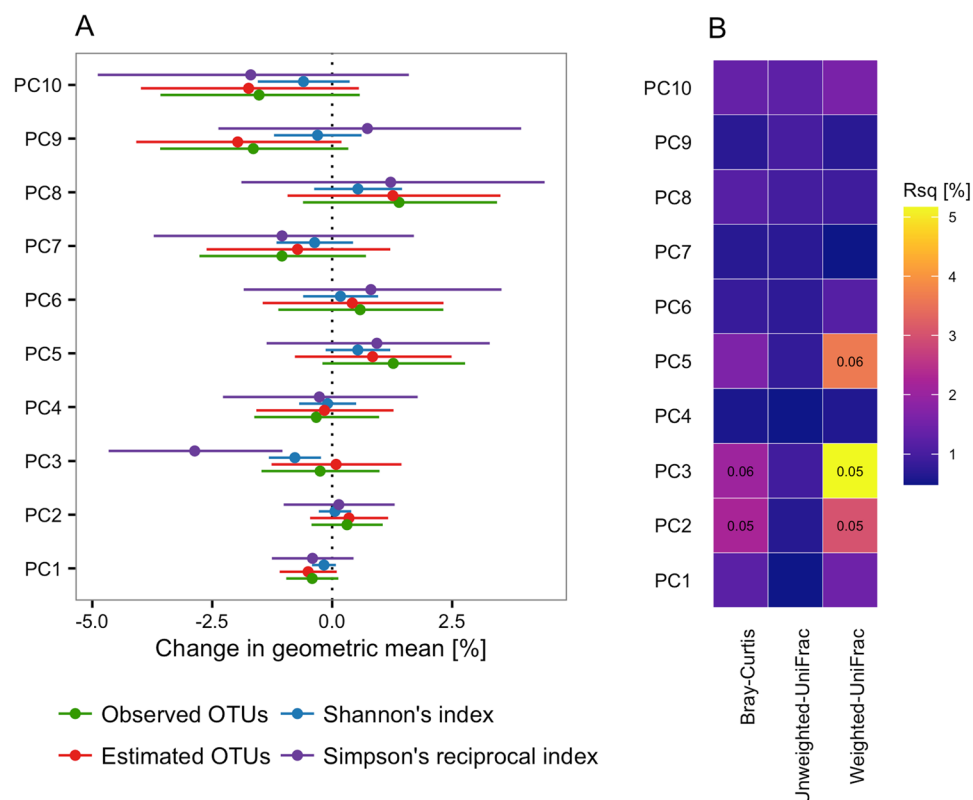 A
PC10
PC9
PC8
PC7
PC6
PC5
PC4
PC3
PC2
PC1
-5.0 -2.5 0.0 2.5
Change in geometric mean [%]
Observed OTUs Shannon's index
Estimated OTUs Simpson's reciprocal index
B
PC10
PC9
PC8
PC7
PC6
PC5 0.06
PC4
PC3 0.06 0.05
PC2 0.05 0.05
PC1
Bray-Curtis
Unweighted-UniFrac
Weighted-UniFrac
Rsq [%]
5
4
3
2
1